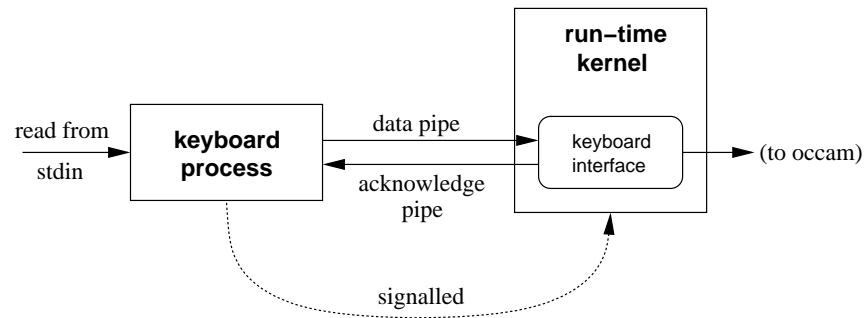 run−time
kernel
read from
stdin
keyboard
process
data pipe
acknowledge
pipe
keyboard
interface
(to occam)
signalled